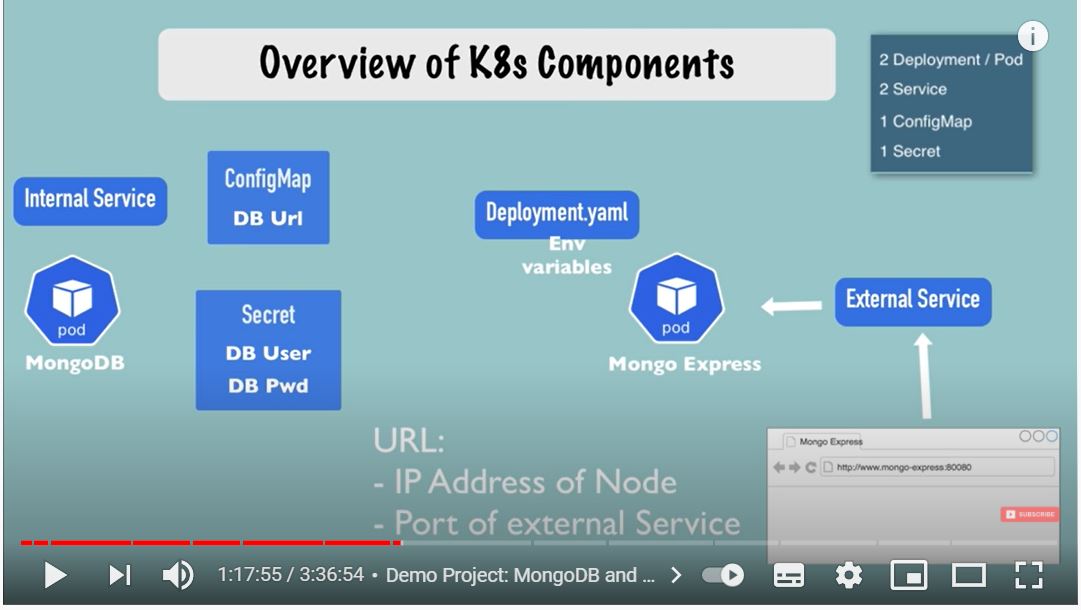 Overview of K8s Components
i
2 Deployment / Pod
2 Service
1 ConfigMap
1 Secret
Internal Service
ConfigMap
DB Url
Deployment.yaml
Env
variables
pod
MongoDB
Secret
DB User
DB Pwd
pod
Mongo Express
External Service
URL:
- IP Address of Node
- Port of external Service
Mongo Express
http://www.mongo-express:80080
SUBSCRIBE
1:17:55 / 3:36:54 • Demo Project: MongoDB and ...